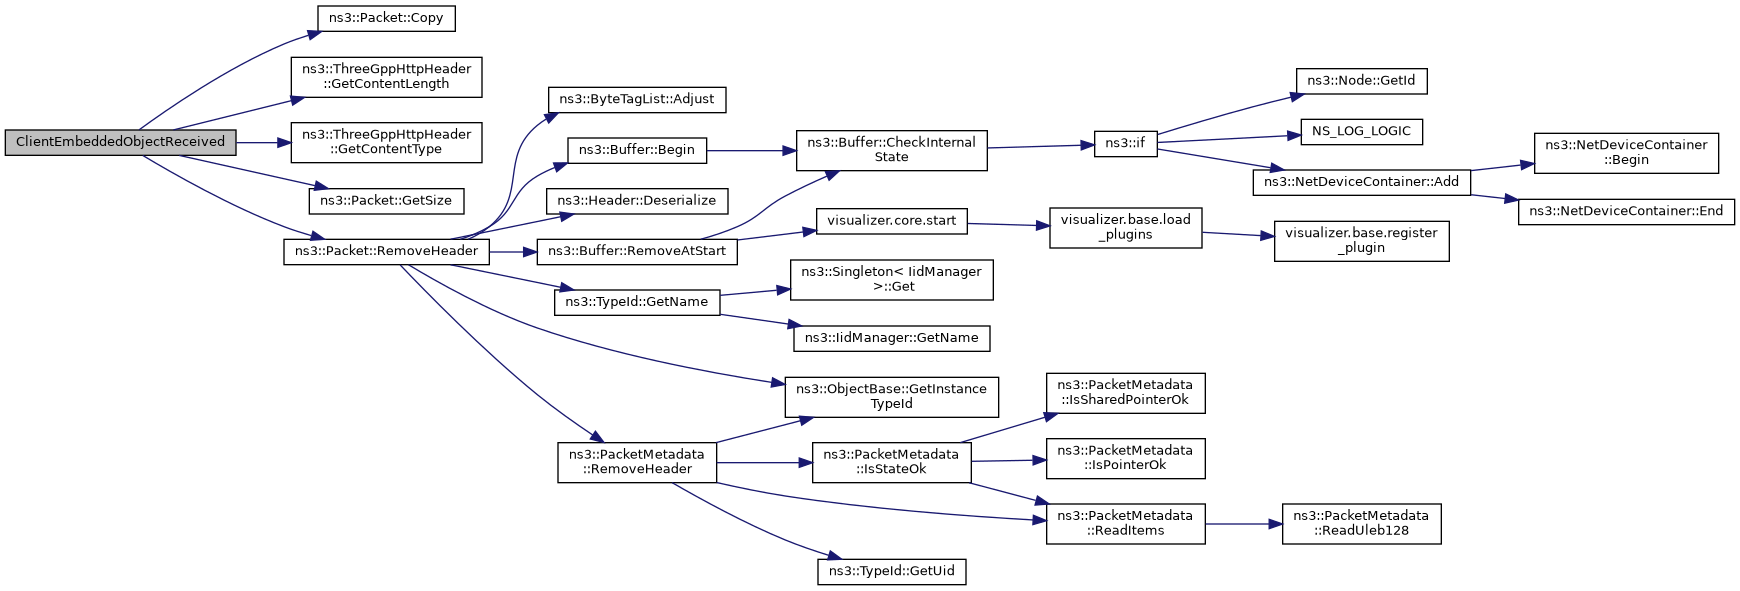 ClientEmbeddedObjectReceived
ns3::Packet::Copy
ns3::ThreeGppHttpHeader
::GetContentLength
ns3::ThreeGppHttpHeader
::GetContentType
ns3::Packet::GetSize
ns3::Packet::RemoveHeader
ns3::ByteTagList::Adjust
ns3::Buffer::Begin
ns3::Header::Deserialize
ns3::Buffer::RemoveAtStart
ns3::TypeId::GetName
ns3::PacketMetadata
::RemoveHeader
ns3::Buffer::CheckInternal
State
visualizer.core.start
ns3::Singleton< IidManager
>::Get
ns3::IidManager::GetName
ns3::ObjectBase::GetInstance
TypeId
ns3::PacketMetadata
::IsStateOk
ns3::TypeId::GetUid
ns3::if
visualizer.base.load
_plugins
ns3::PacketMetadata
::IsSharedPointerOk
ns3::PacketMetadata
::IsPointerOk
ns3::PacketMetadata
::ReadItems
ns3::Node::GetId
NS_LOG_LOGIC
ns3::NetDeviceContainer::Add
visualizer.base.register
_plugin
ns3::PacketMetadata
::ReadUleb128
ns3::NetDeviceContainer
::Begin
ns3::NetDeviceContainer::End